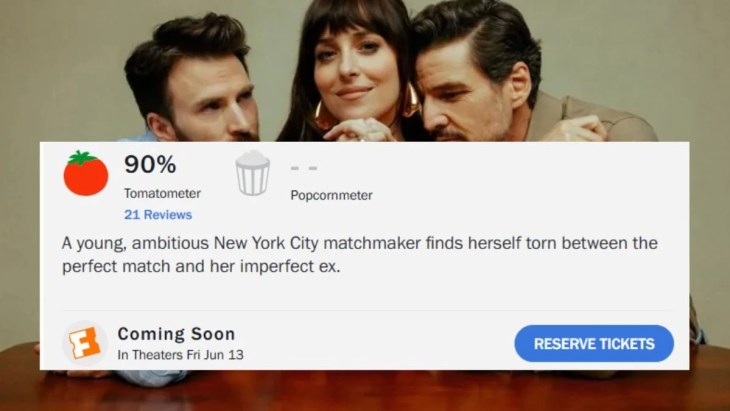 90%
Tomatometer
21 Reviews
- -
Popcornmeter
A young, ambitious New York City matchmaker finds herself torn between the
perfect match and her imperfect ex.
F
Coming Soon
In Theaters Fri Jun 13
RESERVE TICKETS